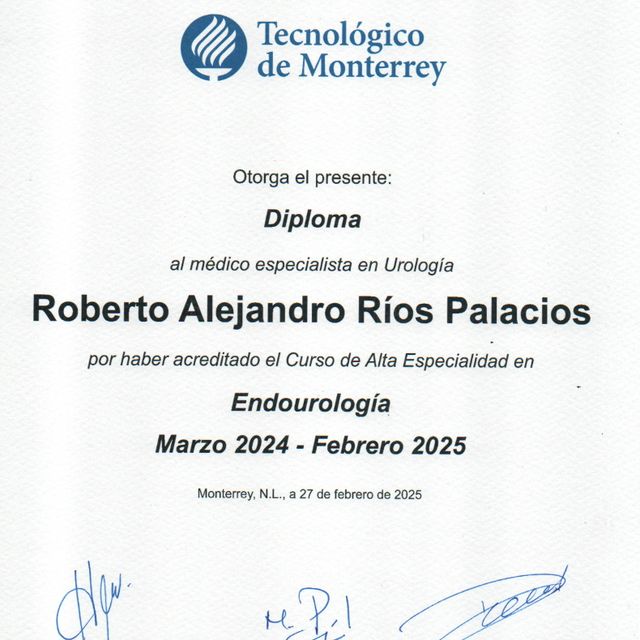 Tecnológico
de Monterrey
Otorga el presente:
Diploma
al médico especialista en Urología
Roberto Alejandro Ríos Palacios
por haber acreditado el Curso de Alta Especialidad en
Endourología
Marzo 2024 - Febrero 2025
Monterrey, N.L., a 27 de febrero de 2025